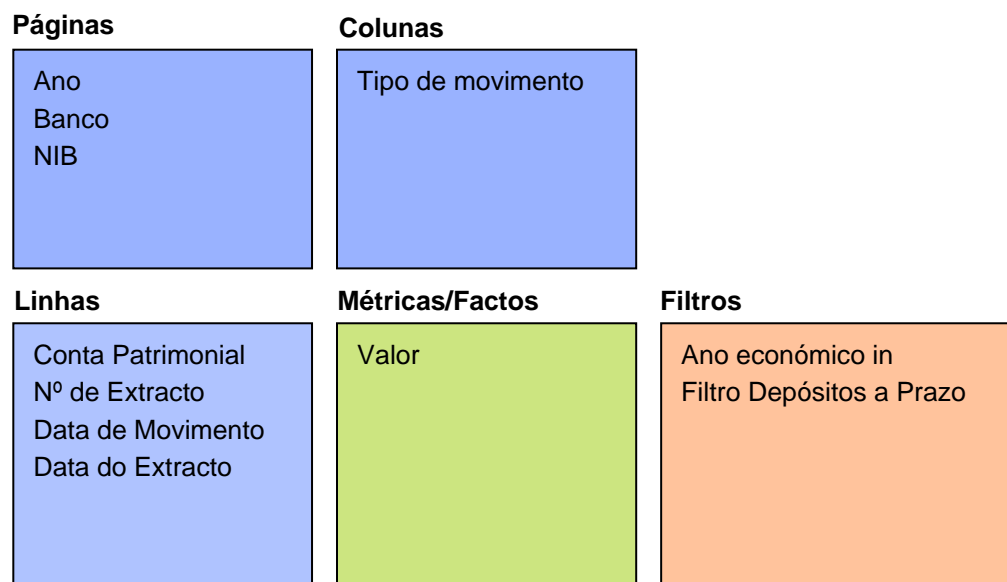 Páginas
Ano
Banco
NIB
Colunas
Tipo de movimento
Linhas
Conta Patrimonial
Nº de Extracto
Data de Movimento
Data do Extracto
Métricas/Factos
Valor
Filtros
Ano económico in
Filtro Depósitos a Prazo